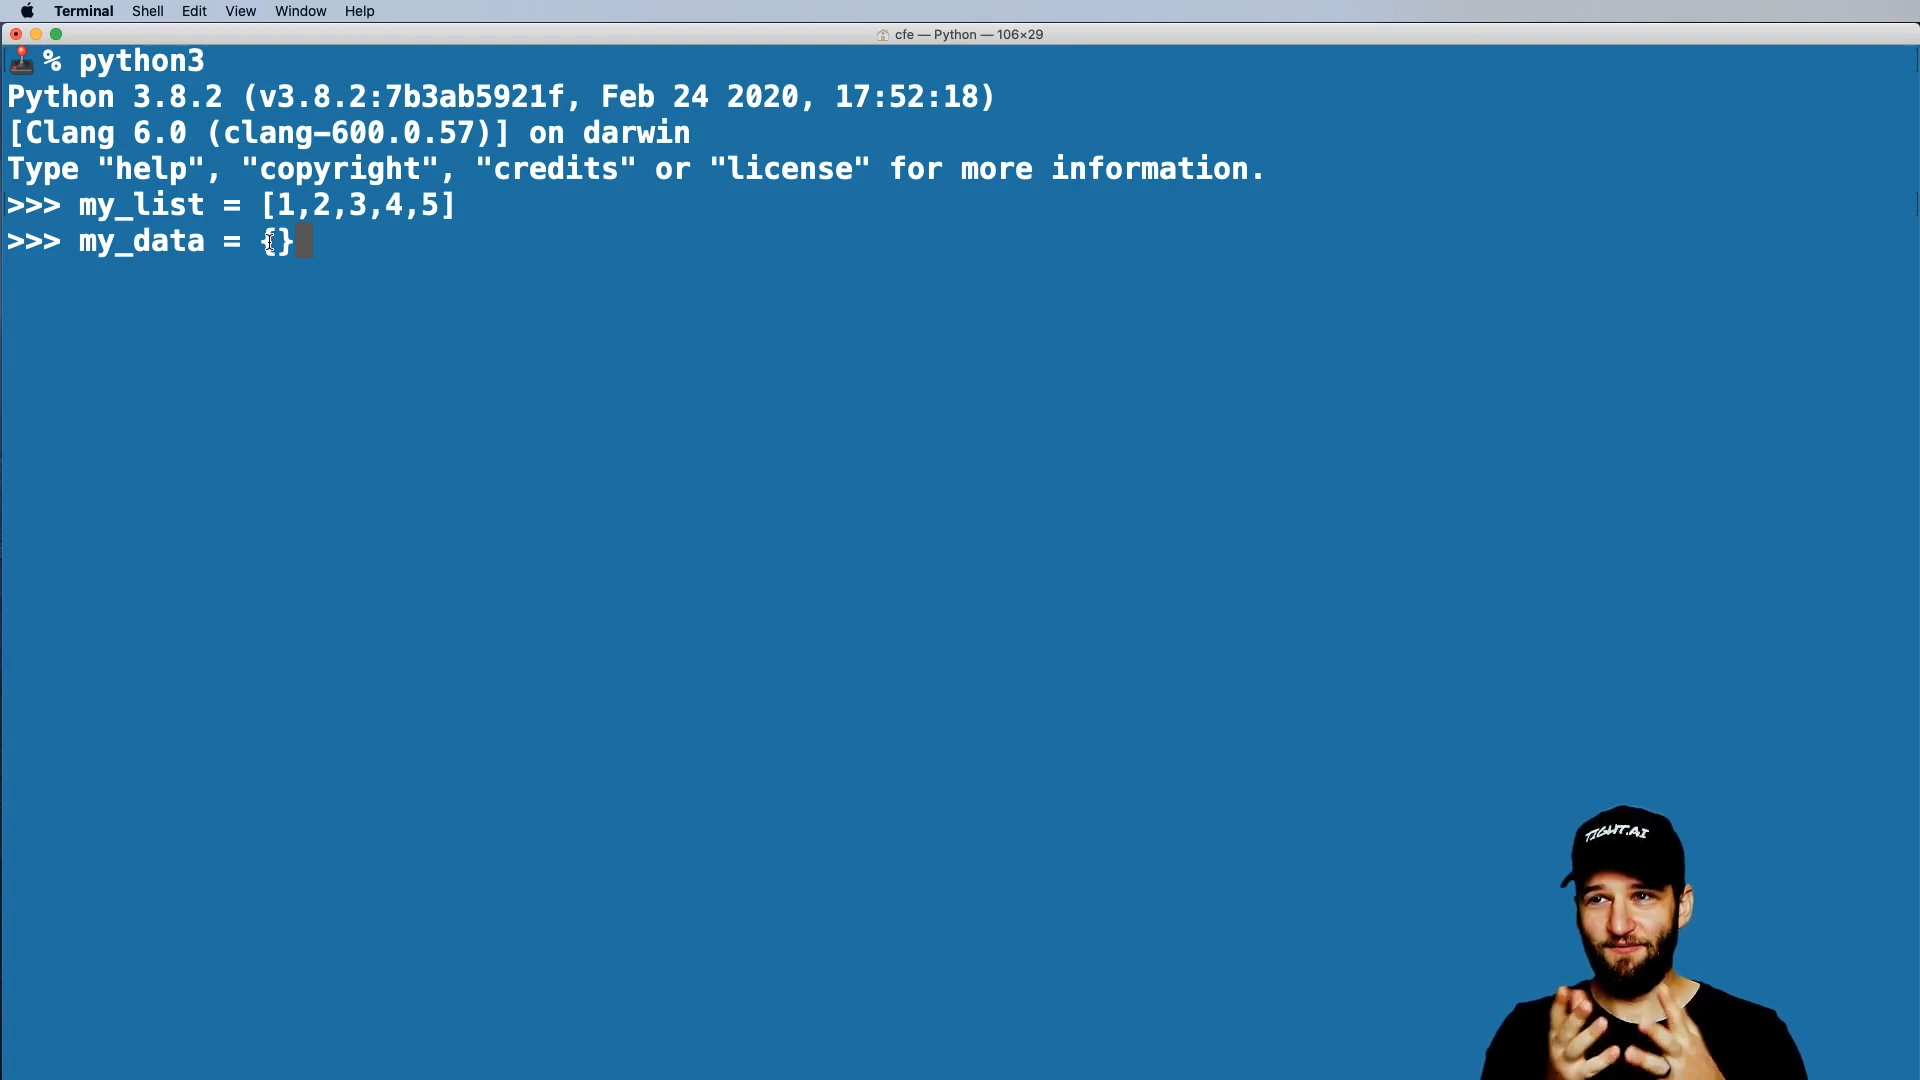 Terminal Shell Edit View Window Help
cfe — Python — 106×29
% python3
Python 3.8.2 (v3.8.2:7b3ab5921f, Feb 24 2020, 17:52:18)
[Clang 6.0 (clang-600.0.57)] on darwin
Type "help", "copyright", "credits" or "license" for more information.
>>> my_list = [1,2,3,4,5]
>>> my_data = {}
TIGHT.AI